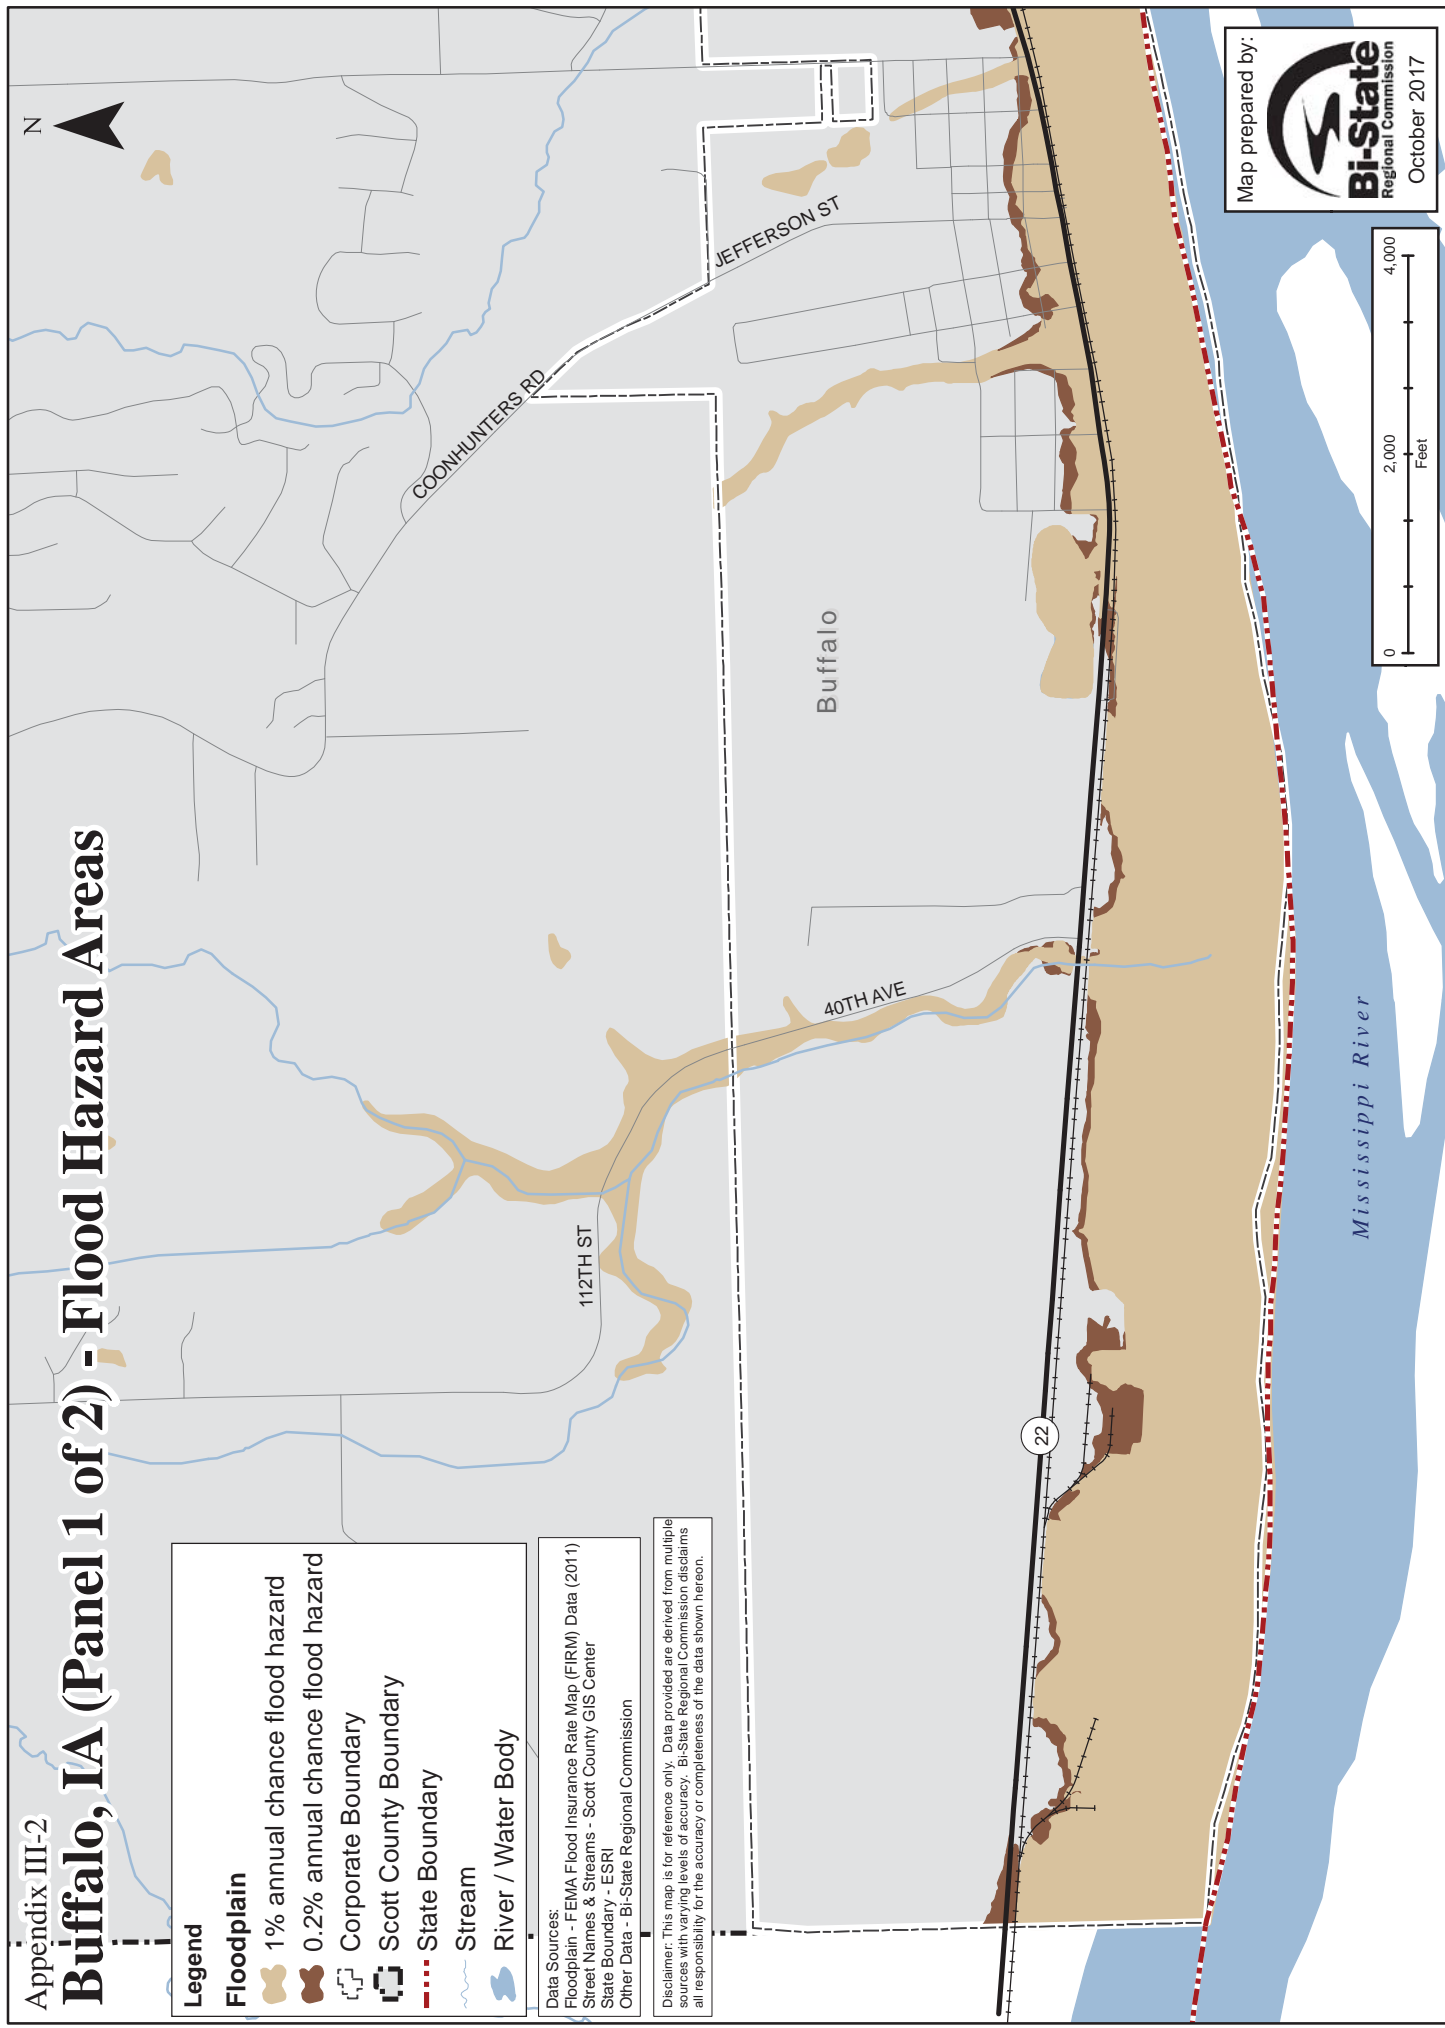 Appendix III-2
Buffalo, IA (Panel 1 of 2) - Flood Hazard Areas
N
Legend
Floodplain
1% annual chance flood hazard
0.2% annual chance flood hazard
Corporate Boundary
Scott County Boundary
State Boundary
Stream
River / Water Body
Data Sources:
Floodplain - FEMA Flood Insurance Rate Map (FIRM) Data (2011)
Street Names & Streams - Scott County GIS Center
State Boundary - ESRI
Other Data - Bi-State Regional Commission
Disclaimer: This map is for reference only. Data provided are derived from multiple
sources with varying levels of accuracy. Bi-State Regional Commission disclaims
all responsibility for the accuracy or completeness of the data shown hereon.
112TH ST
40TH AVE
COONHUNTERS RD
JEFFERSON ST
Buffalo
22
Mississippi River
0 2,000 4,000
Feet
Map prepared by:
Bi-State
Regional Commission
October 2017